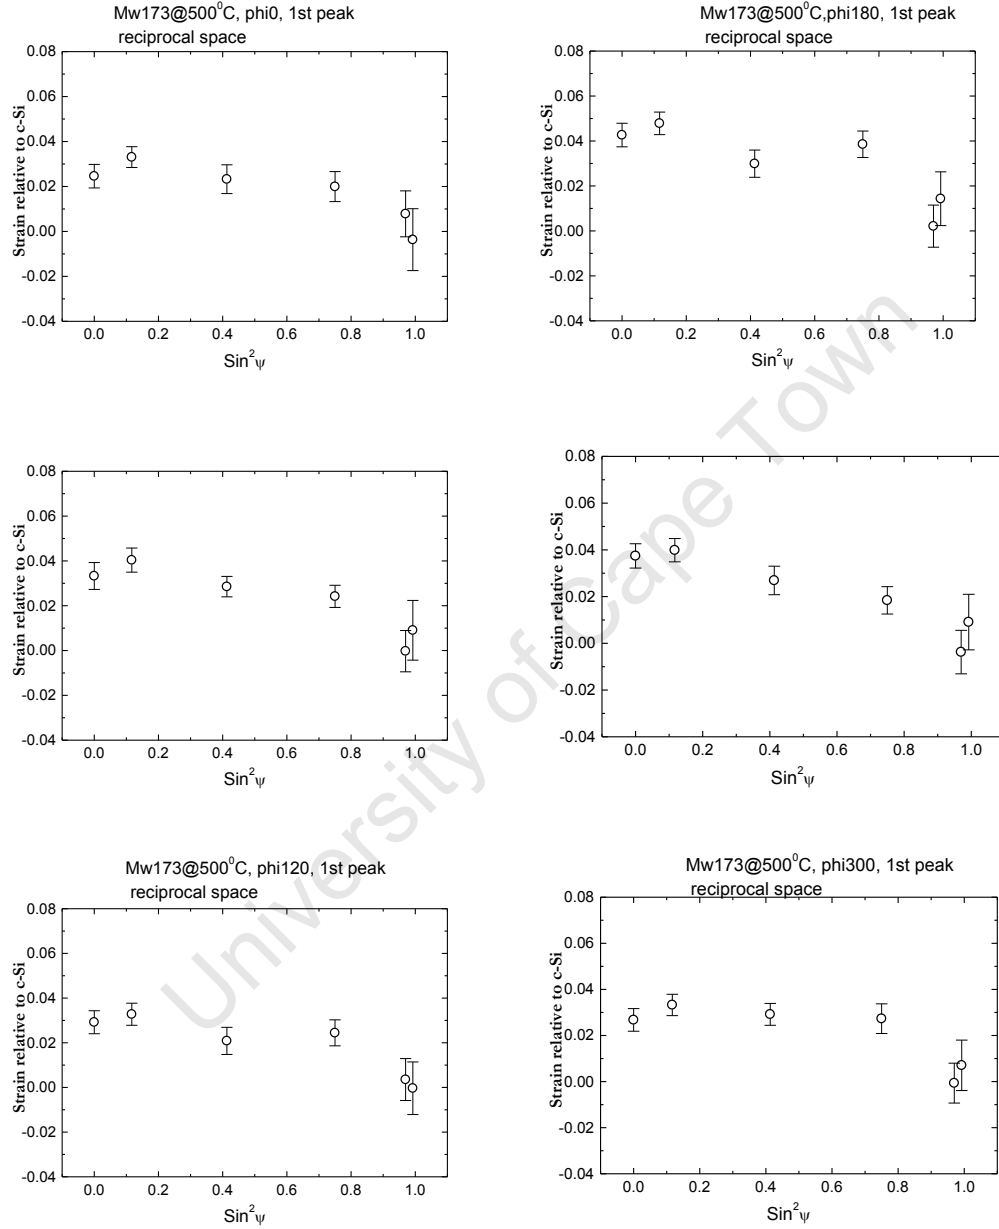 Mw173@500⁰C, phi0, 1st peak
reciprocal space
0.08
0.06
0.04
0.02
0.00
-0.02
-0.04
Strain relative to c-Si
0.0 0.2 0.4 0.6 0.8 1.0
Sin²ψ
Mw173@500⁰C,phi180, 1st peak
reciprocal space
0.08
0.06
0.04
0.02
0.00
-0.02
-0.04
Strain relative to c-Si
0.0 0.2 0.4 0.6 0.8 1.0
Sin²ψ
0.08
0.06
0.04
0.02
0.00
-0.02
-0.04
Strain relative to c-Si
0.0 0.2 0.4 0.6 0.8 1.0
Sin²ψ
0.08
0.06
0.04
0.02
0.00
-0.02
-0.04
Strain relative to c-Si
0.0 0.2 0.4 0.6 0.8 1.0
Sin²ψ
Mw173@500⁰C, phi120, 1st peak
reciprocal space
0.08
0.06
0.04
0.02
0.00
-0.02
-0.04
Strain relative to c-Si
0.0 0.2 0.4 0.6 0.8 1.0
Sin²ψ
Mw173@500⁰C, phi300, 1st peak
reciprocal space
0.08
0.06
0.04
0.02
0.00
-0.02
-0.04
Strain relative to c-Si
0.0 0.2 0.4 0.6 0.8 1.0
Sin²ψ
University of Cape Town